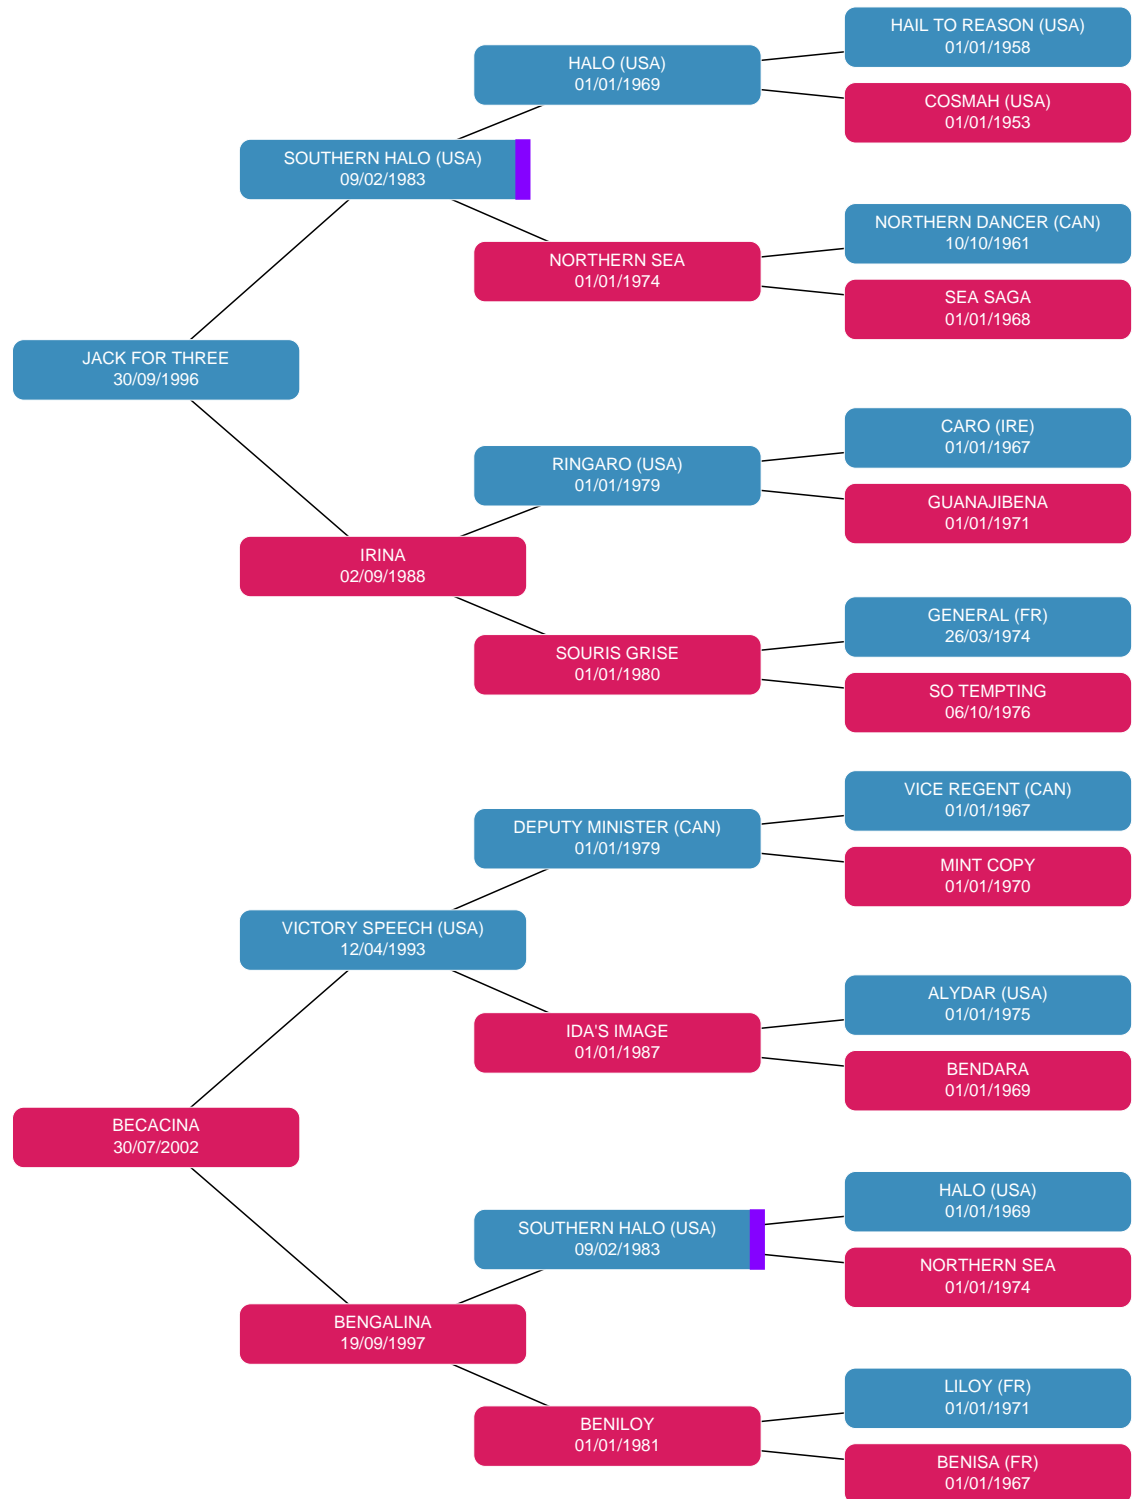 HAIL TO REASON (USA)
01/01/1958
HALO (USA)
01/01/1969
COSMAH (USA)
01/01/1953
SOUTHERN HALO (USA)
09/02/1983
NORTHERN DANCER (CAN)
10/10/1961
NORTHERN SEA
01/01/1974
SEA SAGA
01/01/1968
JACK FOR THREE
30/09/1996
CARO (IRE)
01/01/1967
RINGARO (USA)
01/01/1979
GUANAJIBENA
01/01/1971
IRINA
02/09/1988
GENERAL (FR)
26/03/1974
SOURIS GRISE
01/01/1980
SO TEMPTING
06/10/1976
VICE REGENT (CAN)
01/01/1967
DEPUTY MINISTER (CAN)
01/01/1979
MINT COPY
01/01/1970
VICTORY SPEECH (USA)
12/04/1993
ALYDAR (USA)
01/01/1975
IDA'S IMAGE
01/01/1987
BENDARA
01/01/1969
BECACINA
30/07/2002
HALO (USA)
01/01/1969
SOUTHERN HALO (USA)
09/02/1983
NORTHERN SEA
01/01/1974
BENGALINA
19/09/1997
LILOY (FR)
01/01/1971
BENILOY
01/01/1981
BENISA (FR)
01/01/1967